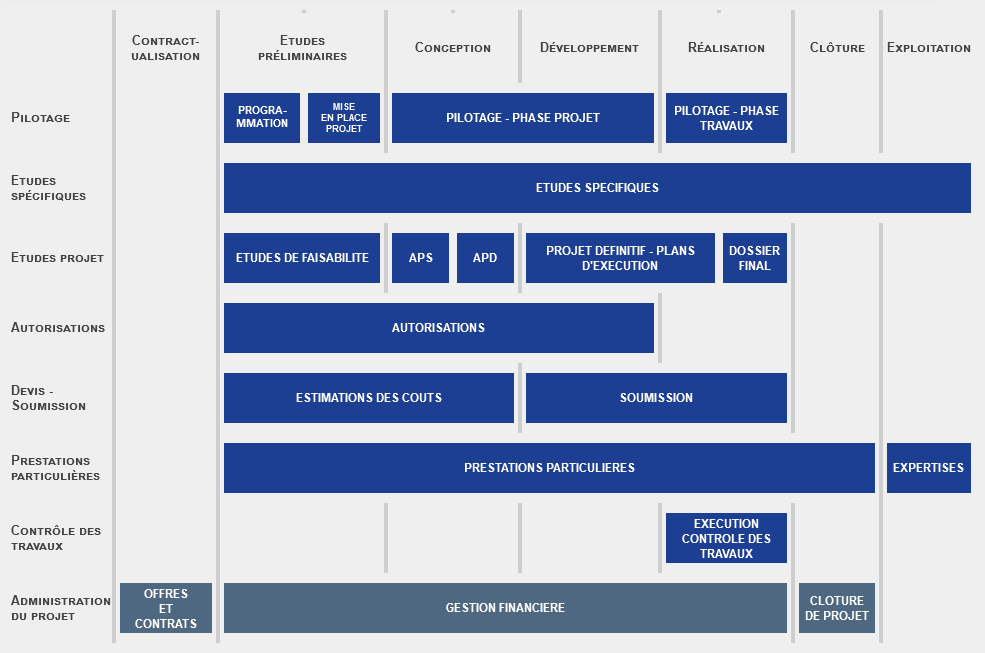 Contract-
ualisation
Etudes
préliminaires
Conception
Développement
Réalisation
Clôture
Exploitation
Pilotage
PROGRA-
MMATION
MISE
EN PLACE
PROJET
PILOTAGE - PHASE PROJET
PILOTAGE - PHASE
TRAVAUX
Etudes
spécifiques
ETUDES SPECIFIQUES
Etudes projet
ETUDES DE FAISABILITE
APS
APD
PROJET DEFINITIF - PLANS
D'EXECUTION
DOSSIER
FINAL
Autorisations
AUTORISATIONS
Devis -
Soumission
ESTIMATIONS DES COUTS
SOUMISSION
Prestations
particulières
PRESTATIONS PARTICULIERES
EXPERTISES
Contrôle des
travaux
EXECUTION
CONTROLE DES
TRAVAUX
Administration
du projet
OFFRES
ET
CONTRATS
GESTION FINANCIERE
CLOTURE
DE PROJET